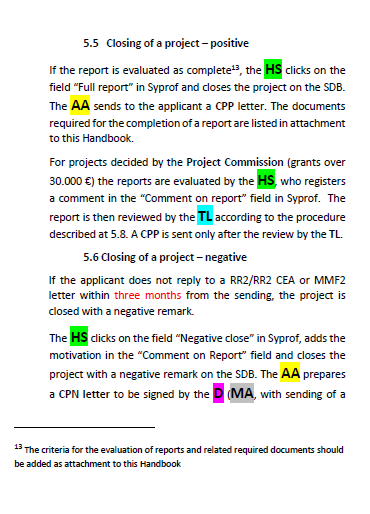 5.5 Closing of a project – positive
If the report is evaluated as complete13, the HS clicks on the
field “Full report” in Syprof and closes the project on the SDB.
The AA sends to the applicant a CPP letter. The documents
required for the completion of a report are listed in attachment
to this Handbook.
For projects decided by the Project Commission (grants over
30.000 €) the reports are evaluated by the HS, who registers
a comment in the “Comment on report” field in Syprof. The
report is then reviewed by the TL according to the procedure
described at 5.8. A CPP is sent only after the review by the TL.
5.6 Closing of a project – negative
If the applicant does not reply to a RR2/RR2 CEA or MMF2
letter within three months from the sending, the project is
closed with a negative remark.
The HS clicks on the field “Negative close” in Syprof, adds the
motivation in the “Comment on Report” field and closes the
project with a negative remark on the SDB. The AA prepares
a CPN letter to be signed by the D (MA, with sending of a
13 The criteria for the evaluation of reports and related required documents should
be added as attachment to this Handbook